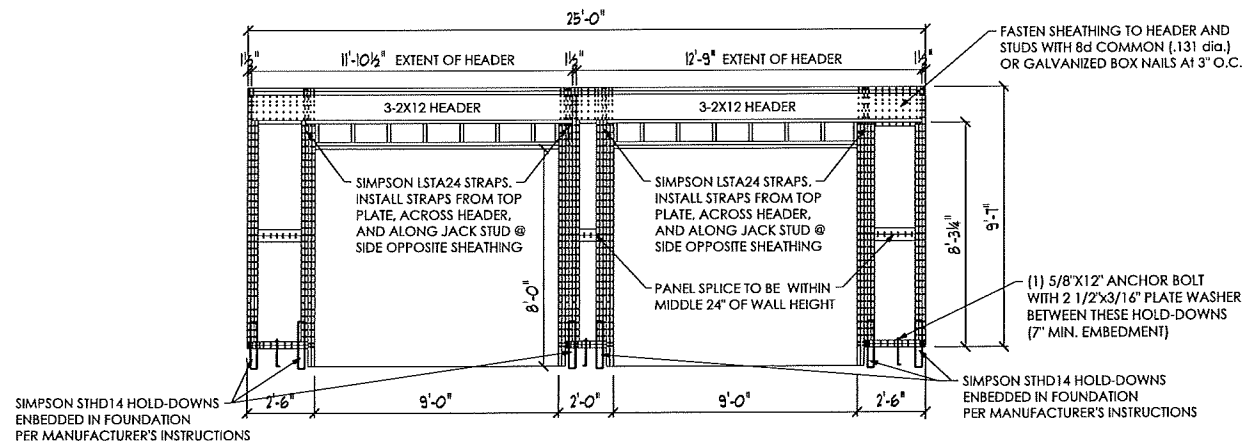 25'-0"
1½"
11'-10½" EXTENT OF HEADER
1½"
12'-9" EXTENT OF HEADER
1½"
FASTEN SHEATHING TO HEADER AND
STUDS WITH 8d COMMON (.131 dia.)
OR GALVANIZED BOX NAILS At 3" O.C.
3-2X12 HEADER
3-2X12 HEADER
SIMPSON LSTA24 STRAPS.
INSTALL STRAPS FROM TOP
PLATE, ACROSS HEADER,
AND ALONG JACK STUD @
SIDE OPPOSITE SHEATHING
SIMPSON LSTA24 STRAPS.
INSTALL STRAPS FROM TOP
PLATE, ACROSS HEADER,
AND ALONG JACK STUD @
SIDE OPPOSITE SHEATHING
8'-3¼"
9'-7"
8'-0"
PANEL SPLICE TO BE WITHIN
MIDDLE 24" OF WALL HEIGHT
(1) 5/8"X12" ANCHOR BOLT
WITH 2 1/2"x3/16" PLATE WASHER
BETWEEN THESE HOLD-DOWNS
(7" MIN. EMBEDMENT)
SIMPSON STHD14 HOLD-DOWNS
ENBEDDED IN FOUNDATION
PER MANUFACTURER'S INSTRUCTIONS
2'-6"
9'-0"
2'-0"
9'-0"
2'-6"
SIMPSON STHD14 HOLD-DOWNS
ENBEDDED IN FOUNDATION
PER MANUFACTURER'S INSTRUCTIONS